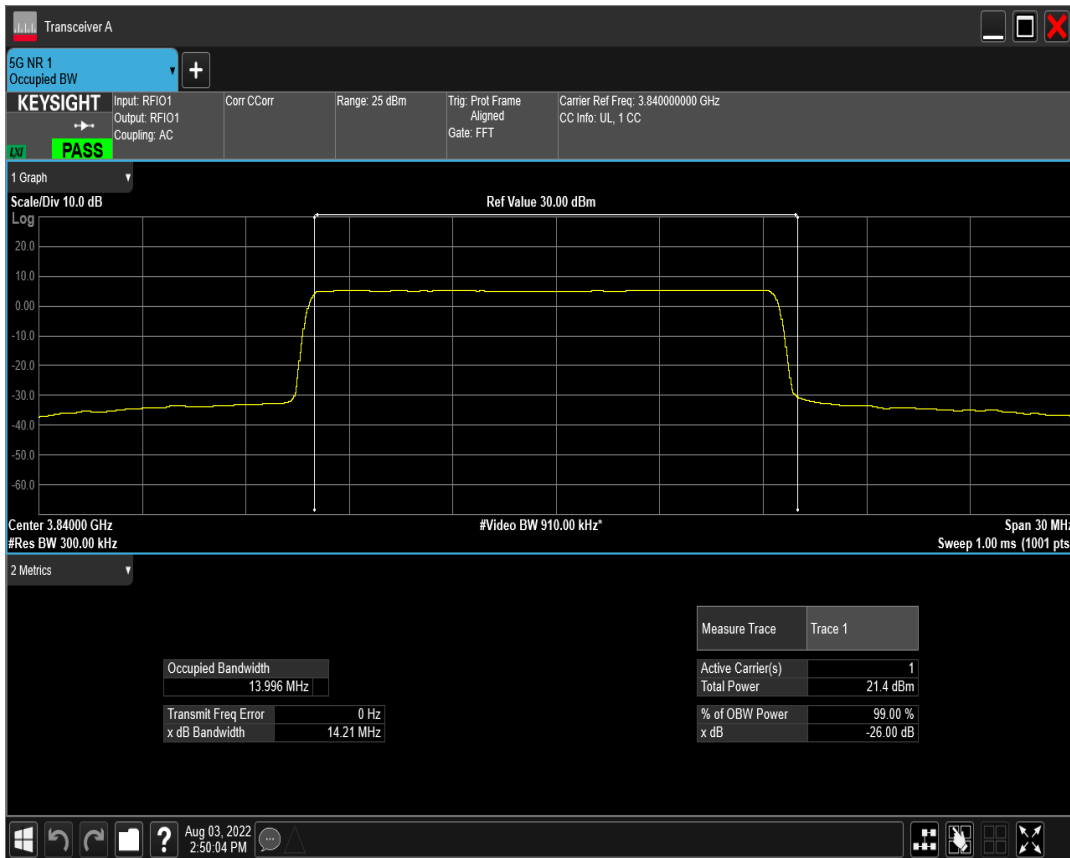 Transceiver A
5G NR 1
Occupied BW
+
KEYSIGHT
LXI
PASS
Input: RFIO1
Output: RFIO1
Coupling: AC
Corr CCorr
Range: 25 dBm
Trig: Prot Frame
Aligned
Gate: FFT
Carrier Ref Freq: 3.840000000 GHz
CC Info: UL, 1 CC
1 Graph
Scale/Div 10.0 dB
Ref Value 30.00 dBm
Log
20.0
10.0
0.00
-10.0
-20.0
-30.0
-40.0
-50.0
-60.0
Center 3.84000 GHz
#Video BW 910.00 kHz*
Span 30 MHz
#Res BW 300.00 kHz
Sweep 1.00 ms (1001 pts
2 Metrics
Measure Trace Trace 1
Occupied Bandwidth
13.996 MHz
Active Carrier(s) 1
Total Power 21.4 dBm
Transmit Freq Error 0 Hz
x dB Bandwidth 14.21 MHz
% of OBW Power 99.00 %
x dB -26.00 dB
?
Aug 03, 2022
2:50:04 PM